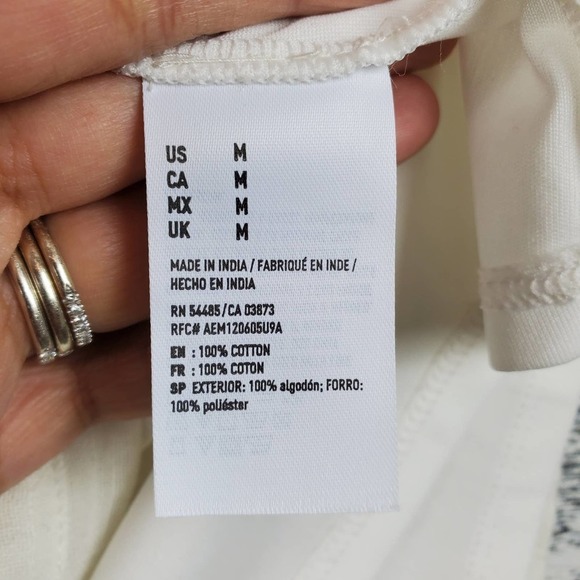 US M
CA M
MX M
UK M
MADE IN INDIA / FABRIQUÉ EN INDE /
HECHO EN INDIA
RN 54485/CA 03873
RFC# AEM120605U9A
EN : 100% COTTON
FR : 100% COTON
SP EXTERIOR: 100% algodón; FORRO:
100% poliéster